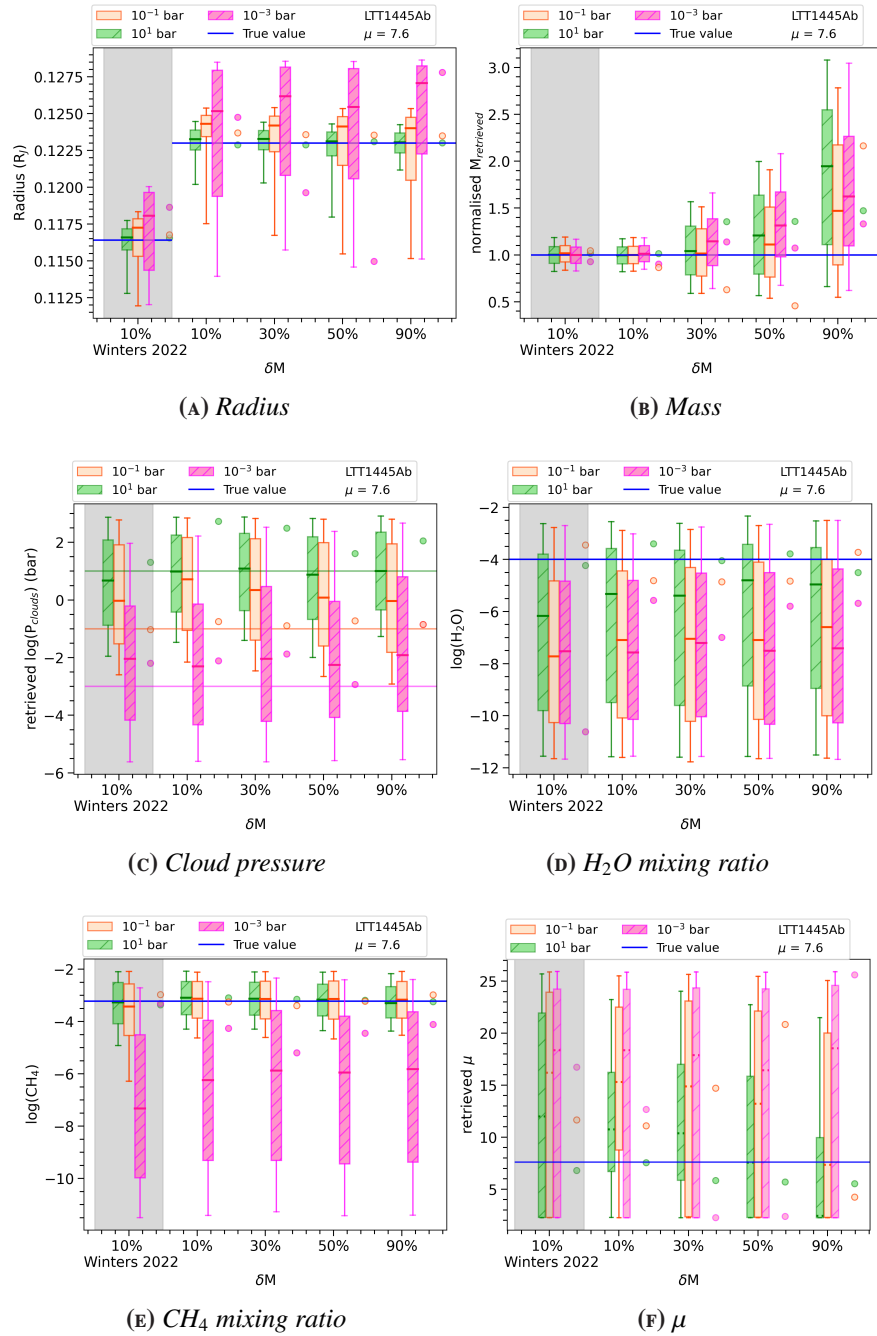 10⁻¹ bar 10⁻³ bar LTT1445Ab
10¹ bar True value μ = 7.6
Radius (R_J)
0.1275
0.1250
0.1225
0.1200
0.1175
0.1150
0.1125
10% 10% 30% 50% 90%
Winters 2022
δM
(A) Radius
10⁻¹ bar 10⁻³ bar LTT1445Ab
10¹ bar True value μ = 7.6
normalised M_retrieved
3.0
2.5
2.0
1.5
1.0
0.5
10% 10% 30% 50% 90%
Winters 2022
δM
(B) Mass
10⁻¹ bar 10⁻³ bar LTT1445Ab
10¹ bar True value μ = 7.6
retrieved log(P_clouds) (bar)
2
0
−2
−4
−6
10% 10% 30% 50% 90%
Winters 2022
δM
(C) Cloud pressure
10⁻¹ bar 10⁻³ bar LTT1445Ab
10¹ bar True value μ = 7.6
log(H₂O)
−2
−4
−6
−8
−10
−12
10% 10% 30% 50% 90%
Winters 2022
δM
(D) H₂O mixing ratio
10⁻¹ bar 10⁻³ bar LTT1445Ab
10¹ bar True value μ = 7.6
log(CH₄)
−2
−4
−6
−8
−10
10% 10% 30% 50% 90%
Winters 2022
δM
(E) CH₄ mixing ratio
10⁻¹ bar 10⁻³ bar LTT1445Ab
10¹ bar True value μ = 7.6
retrieved μ
25
20
15
10
5
10% 10% 30% 50% 90%
Winters 2022
δM
(F) μ